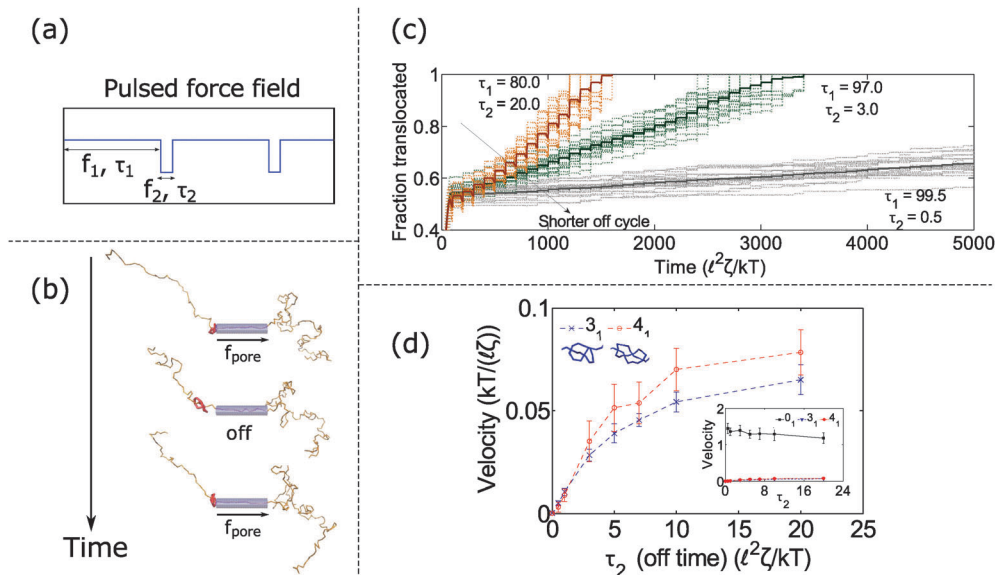 (a)
Pulsed force field
f₁, τ₁
f₂, τ₂
(b)
f_pore
off
f_pore
Time
(c)
Fraction translocated
1
0.8
0.6
0.4
τ₁ = 80.0
τ₂ = 20.0
τ₁ = 97.0
τ₂ = 3.0
τ₁ = 99.5
τ₂ = 0.5
Shorter off cycle
0
1000
2000
3000
4000
5000
Time (ℓ²ζ/kT)
(d)
3₁
4₁
Velocity (kT/(ℓζ))
0.1
0.05
0
0
5
10
15
20
25
τ₂ (off time) (ℓ²ζ/kT)
0₁
3₁
4₁
Velocity
2
1
0
0
8
16
24
τ₂